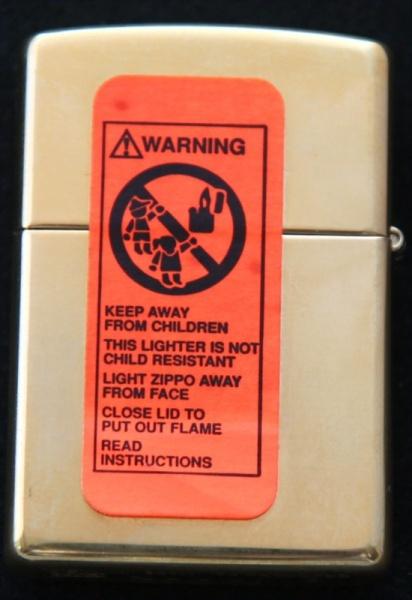 WARNING
KEEP AWAY
FROM CHILDREN
THIS LIGHTER IS NOT
CHILD RESISTANT
LIGHT ZIPPO AWAY
FROM FACE
CLOSE LID TO
PUT OUT FLAME
READ
INSTRUCTIONS